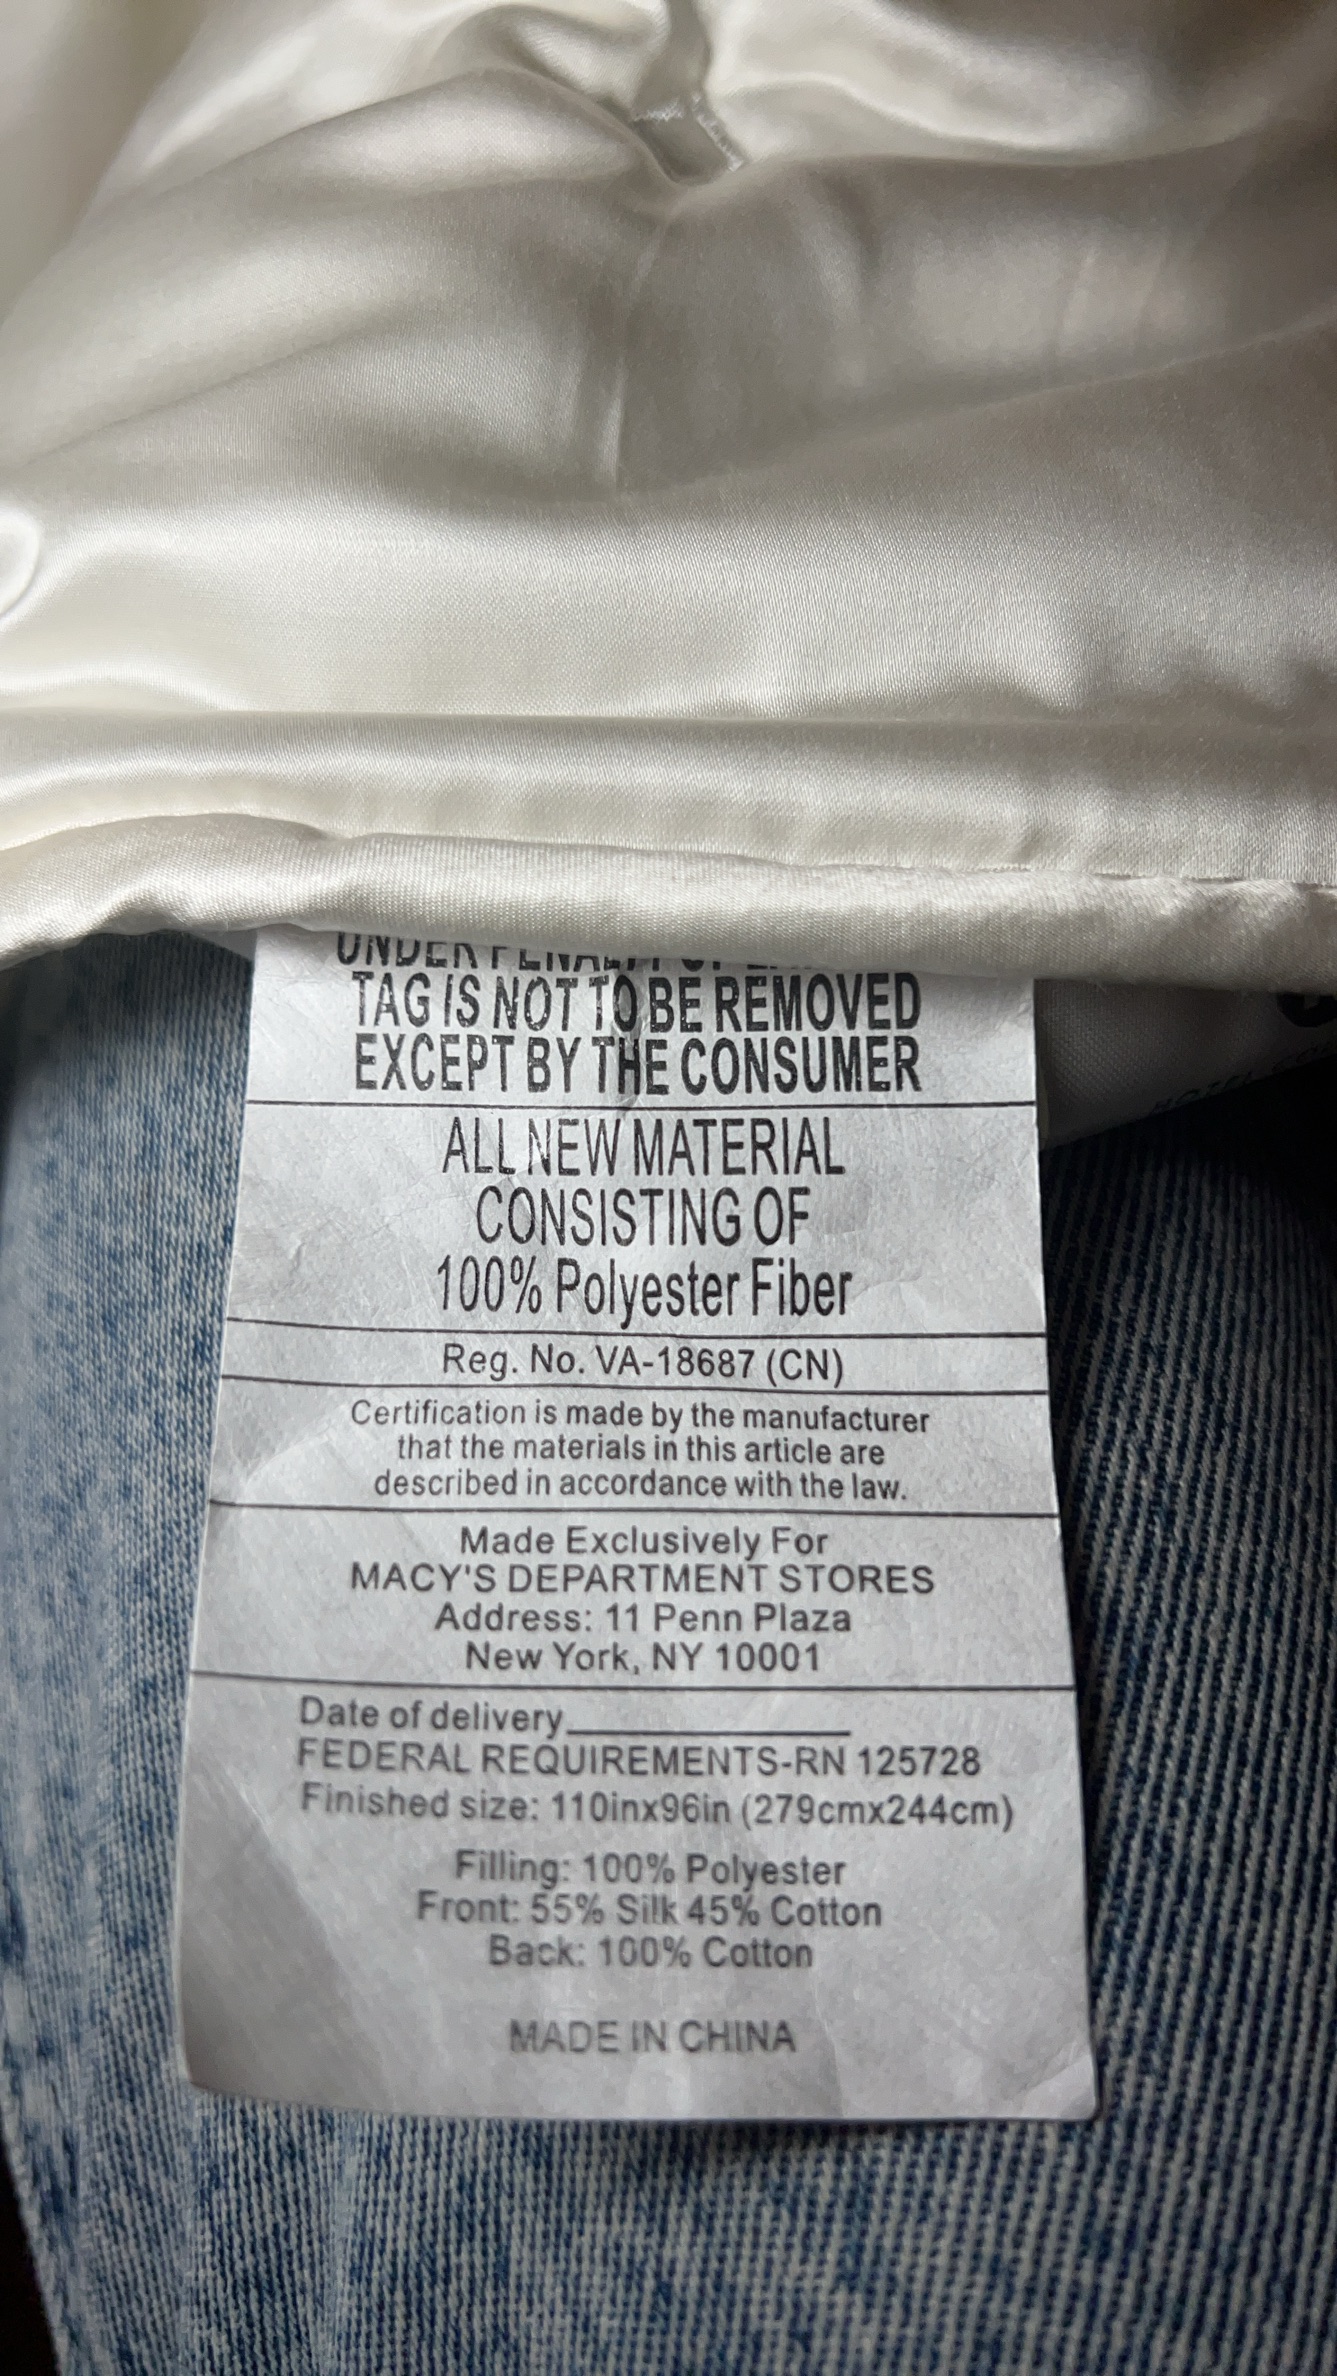 UNDER PENALTY OF
TAG IS NOT TO BE REMOVED
EXCEPT BY THE CONSUMER
ALL NEW MATERIAL
CONSISTING OF
100% Polyester Fiber
Reg. No. VA-18687 (CN)
Certification is made by the manufacturer
that the materials in this article are
described in accordance with the law.
Made Exclusively For
MACY'S DEPARTMENT STORES
Address: 11 Penn Plaza
New York, NY 10001
Date of delivery
FEDERAL REQUIREMENTS-RN 125728
Finished size: 110inx96in (279cmx244cm)
Filling: 100% Polyester
Front: 55% Silk 45% Cotton
Back: 100% Cotton
MADE IN CHINA